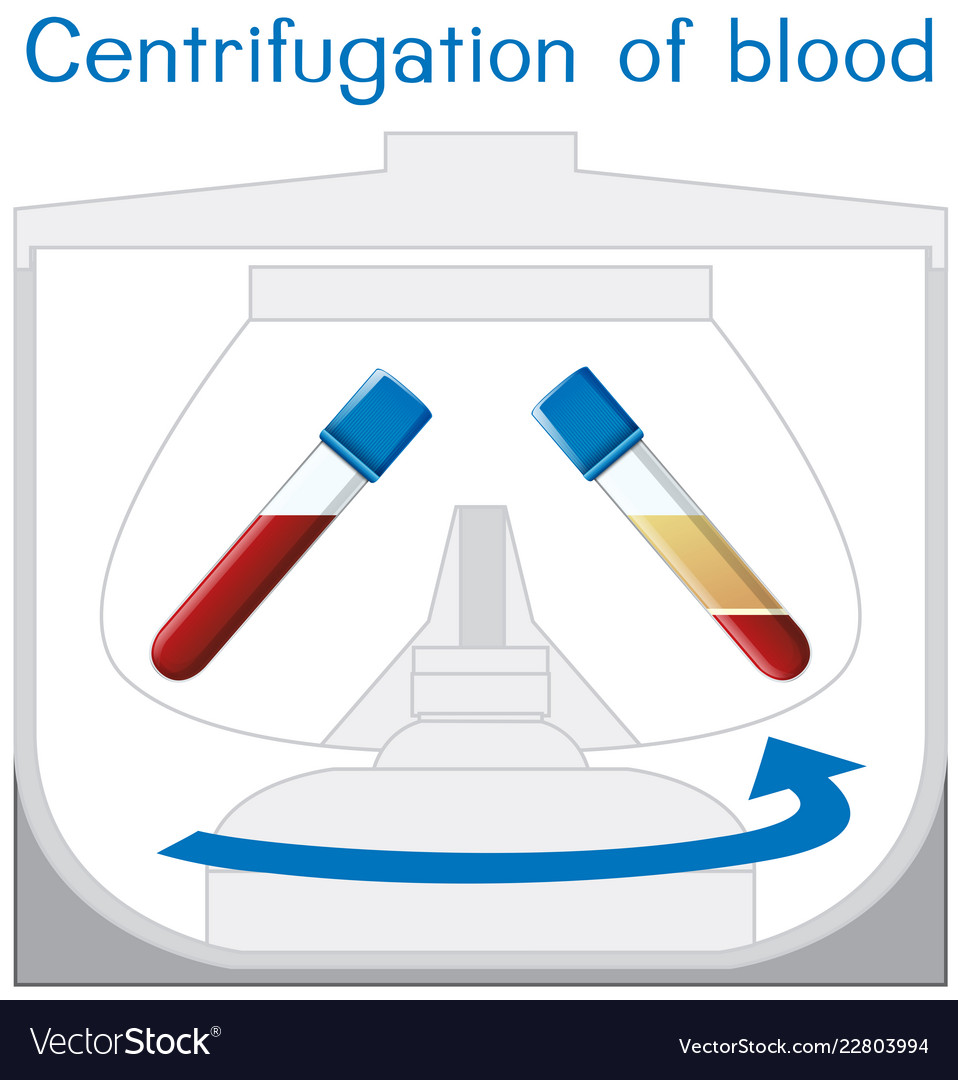 Centrifugation of blood
VectorStock®
VectorStock.com/22803994